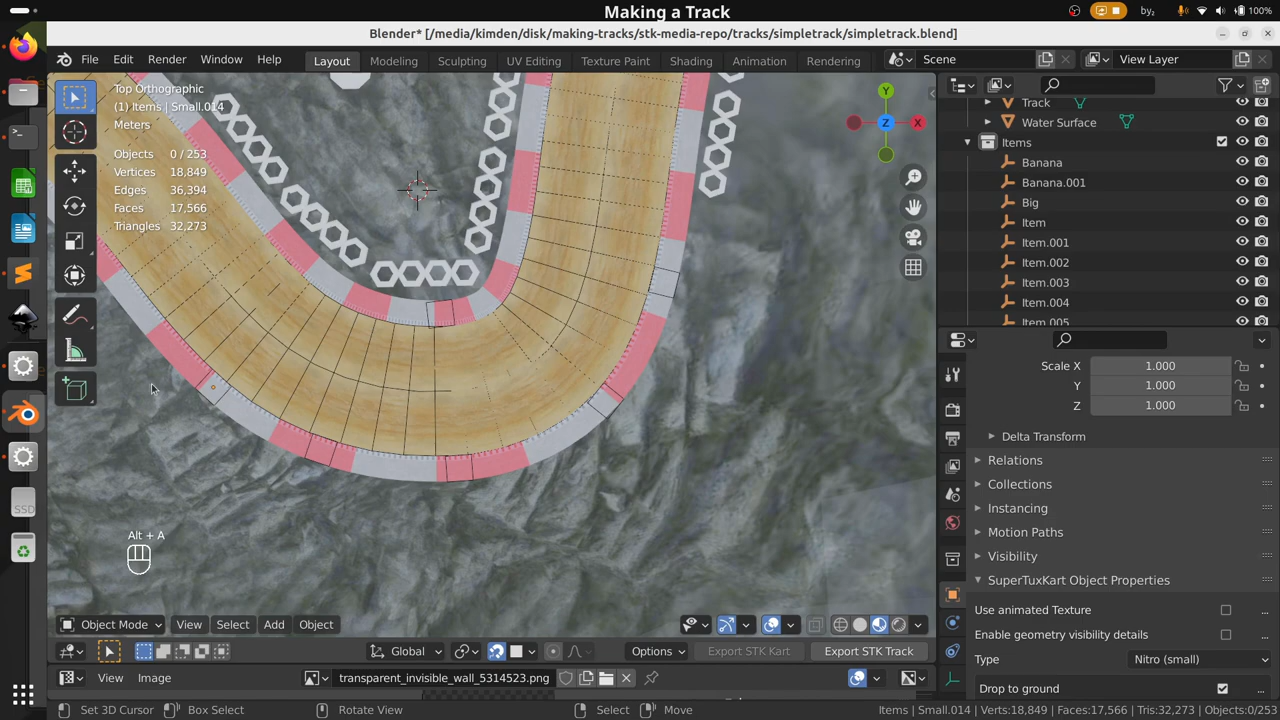 Making a Track
by₂
100%
Blender* [/media/kimden/disk/making-tracks/stk-media-repo/tracks/simpletrack/simpletrack.blend]
File Edit Render Window Help Layout Modeling Sculpting UV Editing Texture Paint Shading Animation Rendering Scene View Layer
Top Orthographic
(1) Items | Small.014
Meters
Objects 0 / 253
Vertices 18,849
Edges 36,394
Faces 17,566
Triangles 32,273
Y
Z X
Alt + A
SSD
Track
Water Surface
Items
Banana
Banana.001
Big
Item
Item.001
Item.002
Item.003
Item.004
Item.005
Scale X 1.000
Y 1.000
Z 1.000
Delta Transform
Relations
Collections
Instancing
Motion Paths
Visibility
SuperTuxKart Object Properties
Use animated Texture ...
Enable geometry visibility details ...
Type Nitro (small)
Drop to ground ...
Object Mode View Select Add Object
Global Options Export STK Kart Export STK Track
View Image transparent_invisible_wall_5314523.png
Set 3D Cursor Box Select Rotate View Select Move Items | Small.014 | Verts:18,849 | Faces:17,566 | Tris:32,273 | Objects:0/253